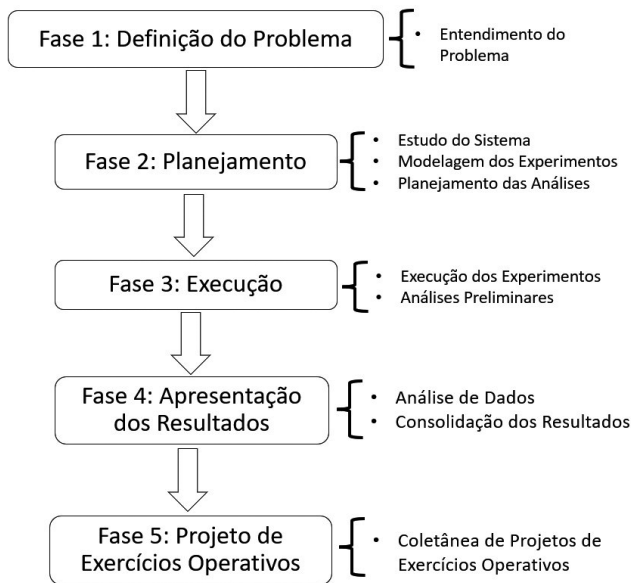 Fase 1: Definição do Problema
• Entendimento do
Problema
Fase 2: Planejamento
• Estudo do Sistema
• Modelagem dos Experimentos
• Planejamento das Análises
Fase 3: Execução
• Execução dos Experimentos
• Análises Preliminares
Fase 4: Apresentação
dos Resultados
• Análise de Dados
• Consolidação dos Resultados
Fase 5: Projeto de
Exercícios Operativos
• Coletânea de Projetos de
Exercícios Operativos